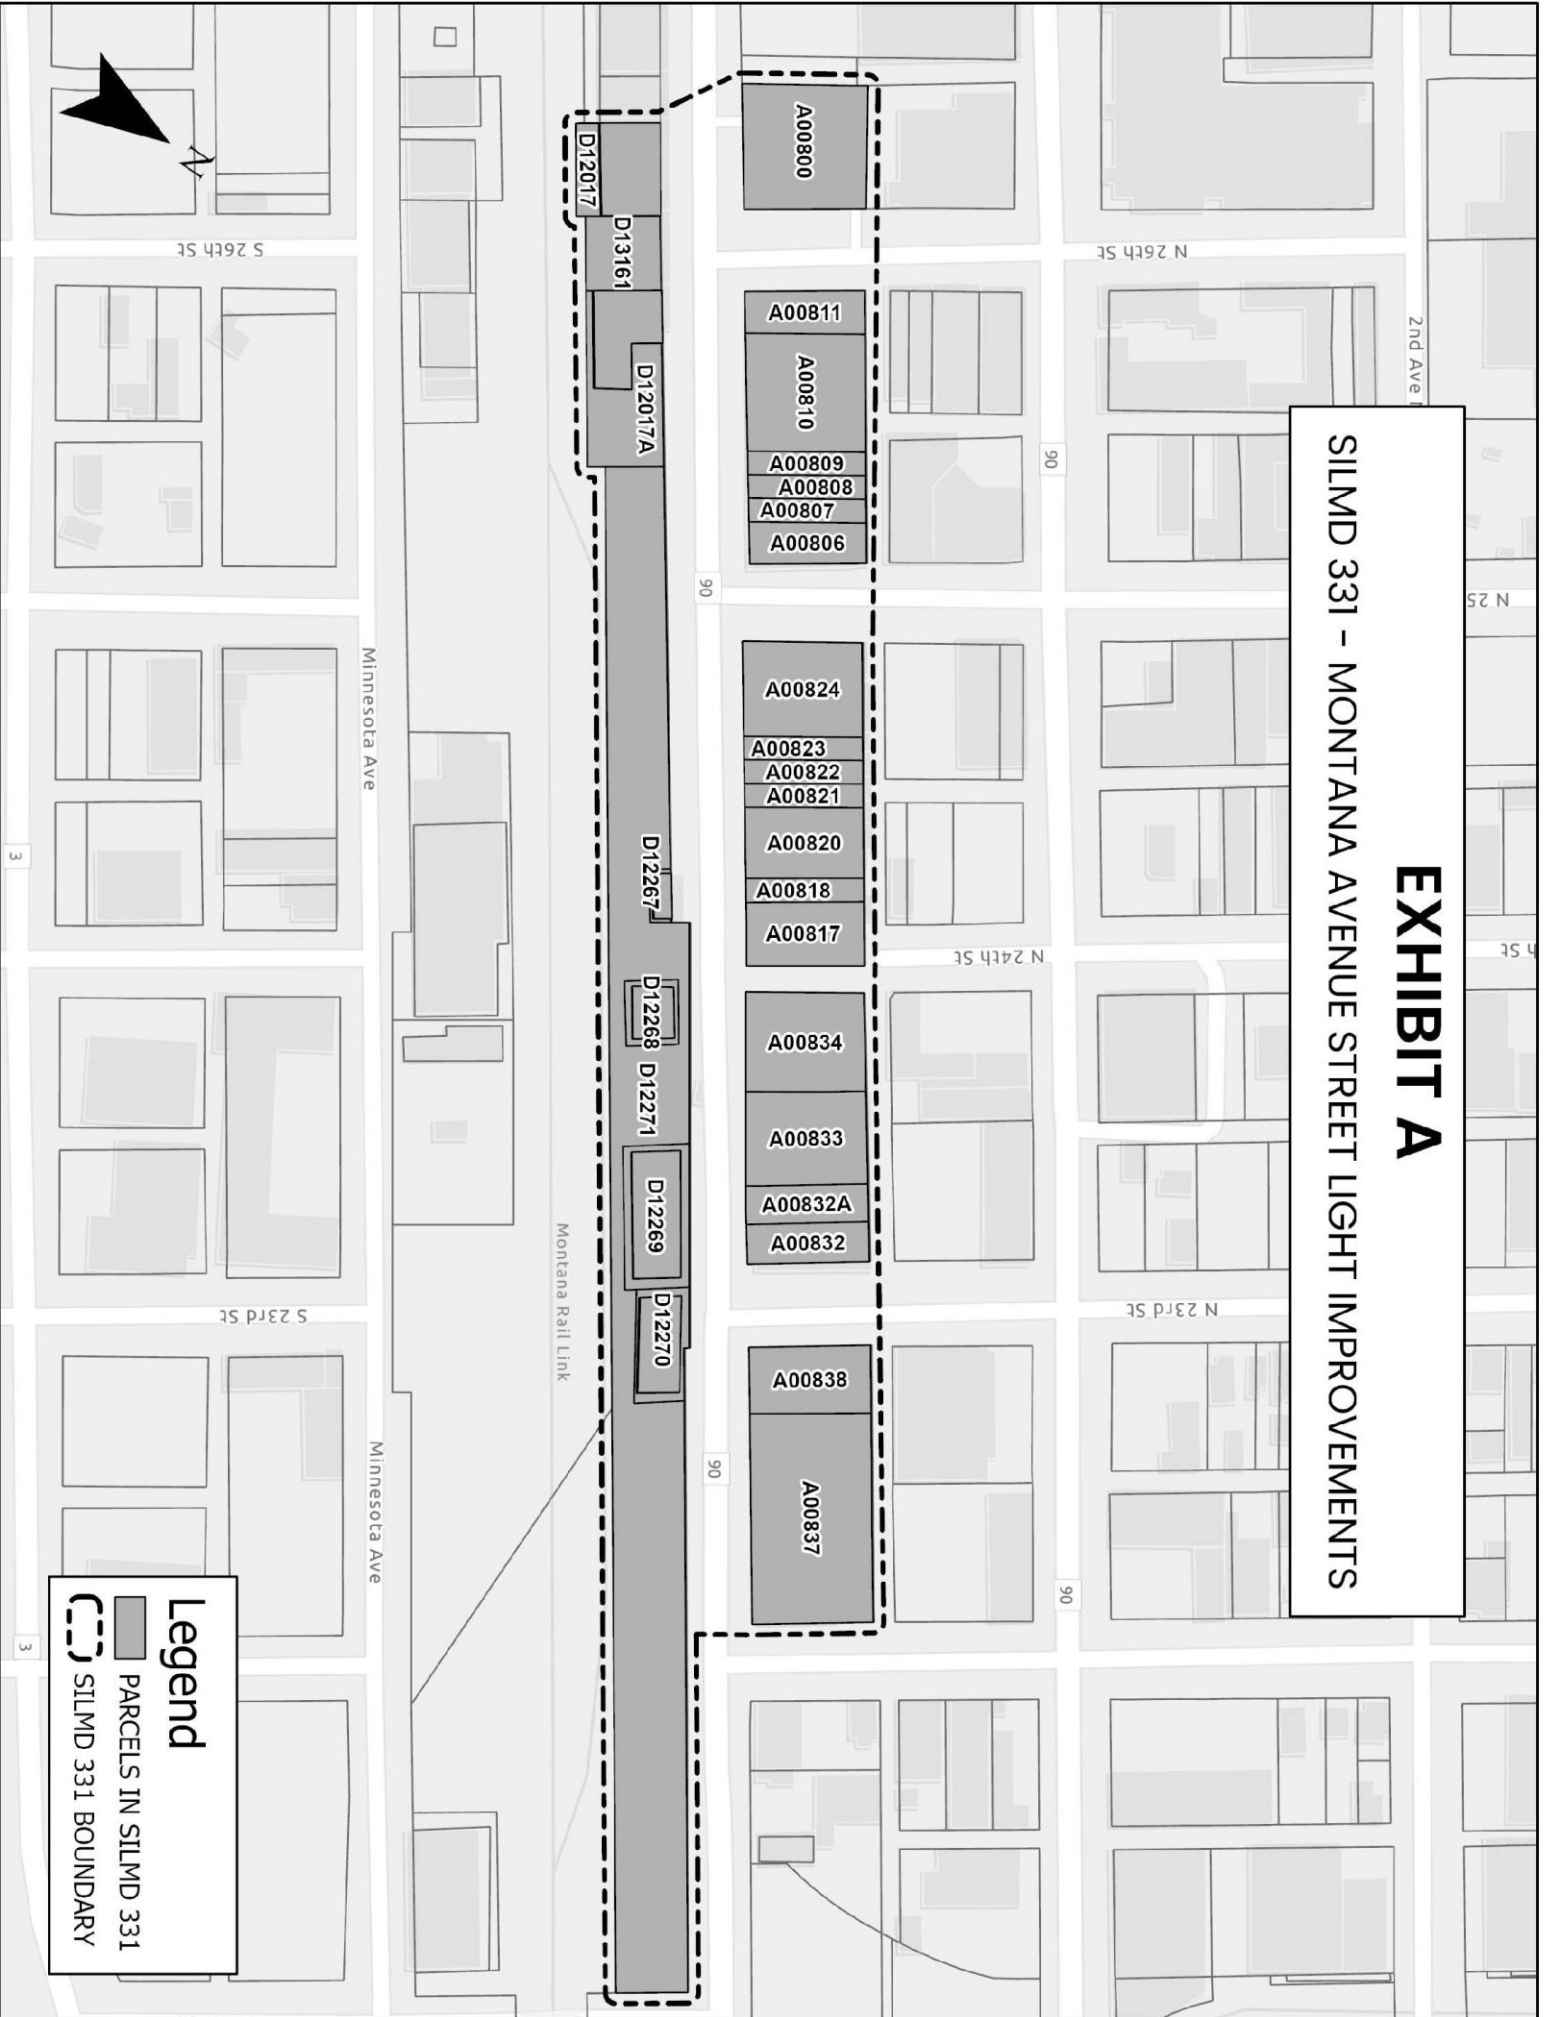 EXHIBIT A
SILMD 331 - MONTANA AVENUE STREET LIGHT IMPROVEMENTS
2nd Ave
N 26th St
N 25
N 24th St
N 23rd St
90
90
90
90
A00800
A00811
A00810
A00809
A00808
A00807
A00806
A00824
A00823
A00822
A00821
A00820
A00818
A00817
A00834
A00833
A00832A
A00832
A00838
A00837
D12017
D13161
D12017A
D12267
D12268
D12271
D12269
D12270
Montana Rail Link
Minnesota Ave
Minnesota Ave
S 26th St
S 23rd St
3
3
N
Legend
PARCELS IN SILMD 331
SILMD 331 BOUNDARY